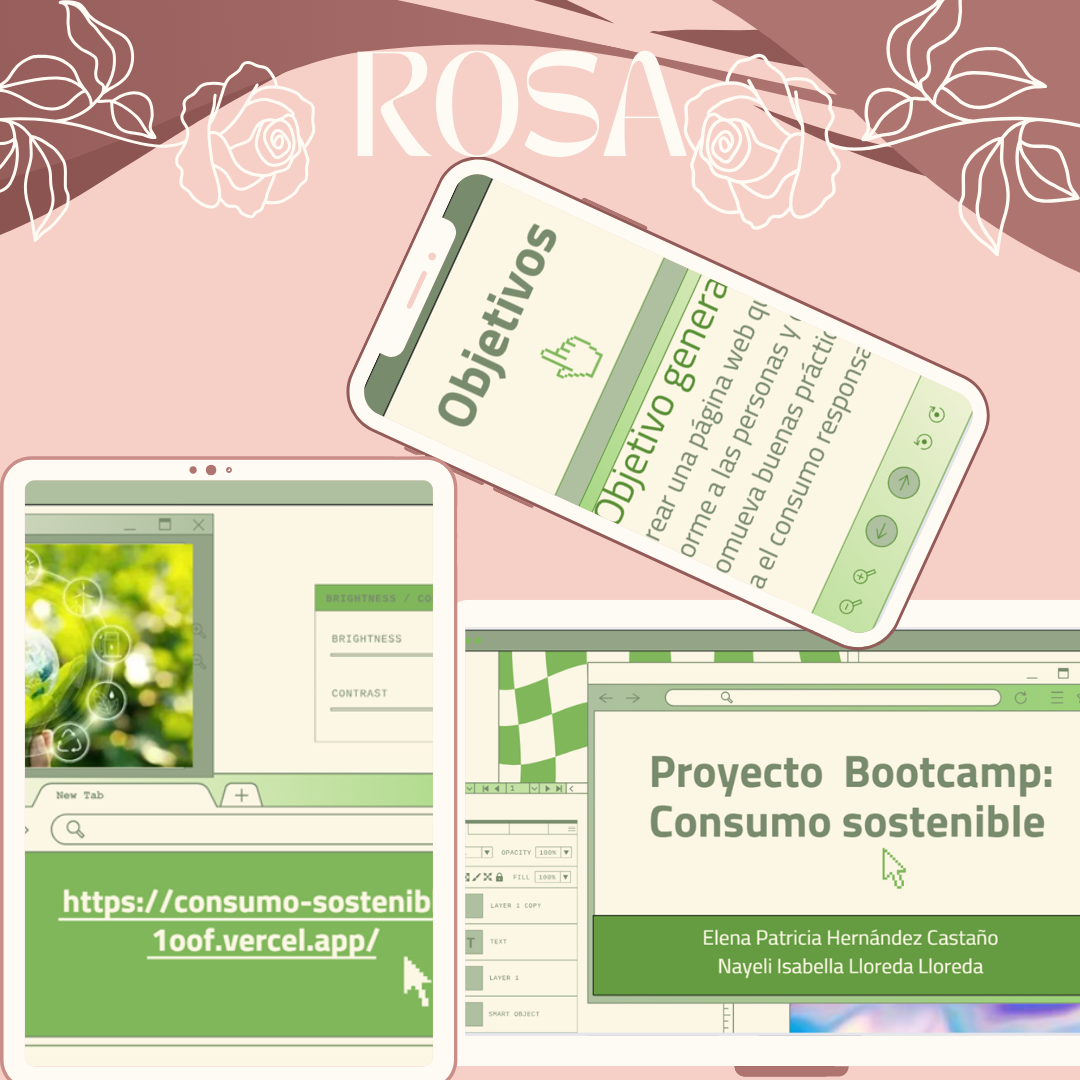 ROSA
Objetivos
Objetivo genera
rear una página web qu
orme a las personas y
omueva buenas práctic
a el consumo responsa
BRIGHTNESS / CO
BRIGHTNESS
CONTRAST
New Tab
https://consumo-sostenib
1oof.vercel.app/
1
OPACITY 100%
FILL 100%
LAYER 1 COPY
T TEXT
LAYER 1
SMART OBJECT
Proyecto Bootcamp:
Consumo sostenible
Elena Patricia Hernández Castaño
Nayeli Isabella Lloreda Lloreda